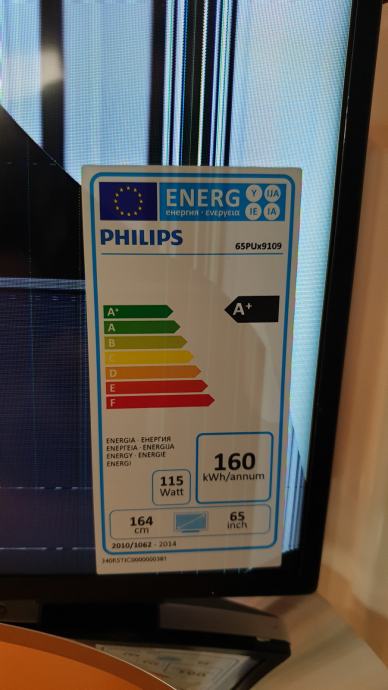 ENERG Y IJA
енергия · ενεργεια IE IA
PHILIPS 65PUx9109
A+ A+
A
B
C
D
E
F
ENERGIA · ЕНЕРГИЯ
ΕΝΕΡΓΕΙΑ · ENERGIJA
ENERGY · ENERGIE
ENERGI
115
Watt
160
kWh/annum
164
cm
65
inch
2010/1062 - 2014